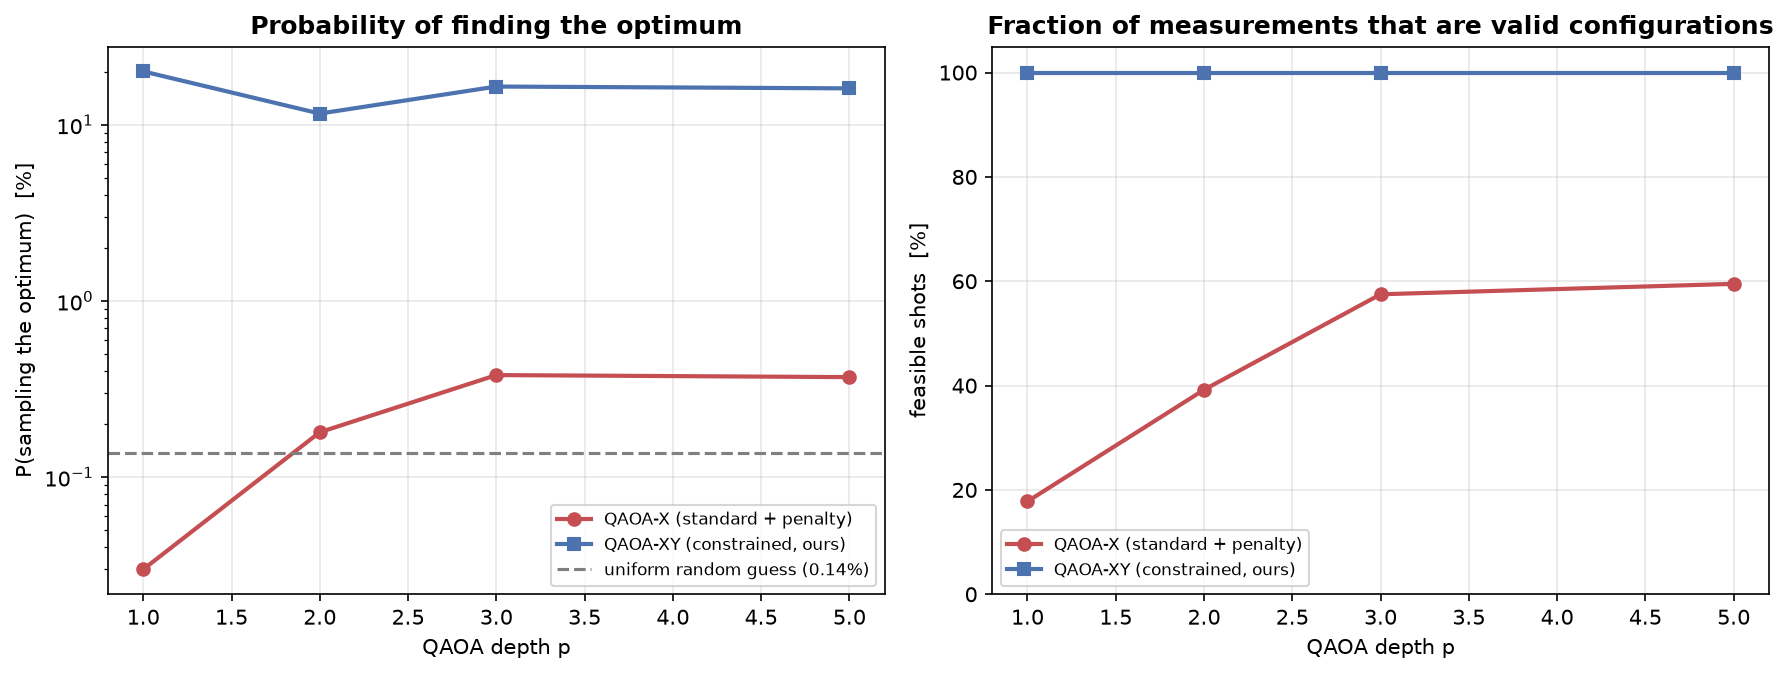 Probability of finding the optimum
P(sampling the optimum) [%]
10¹
10⁰
10⁻¹
QAOA-X (standard + penalty)
QAOA-XY (constrained, ours)
uniform random guess (0.14%)
1.0 1.5 2.0 2.5 3.0 3.5 4.0 4.5 5.0
QAOA depth p
Fraction of measurements that are valid configurations
feasible shots [%]
100
80
60
40
20
0
QAOA-X (standard + penalty)
QAOA-XY (constrained, ours)
1.0 1.5 2.0 2.5 3.0 3.5 4.0 4.5 5.0
QAOA depth p